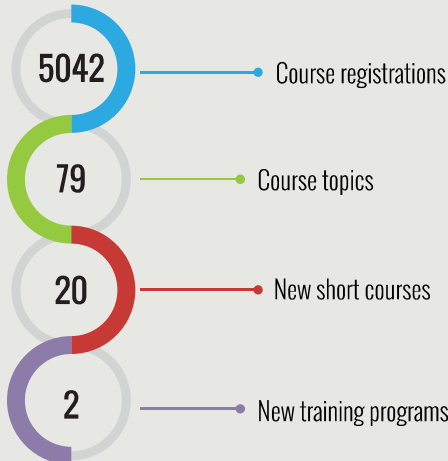 5042
Course registrations
79
Course topics
20
New short courses
2
New training programs